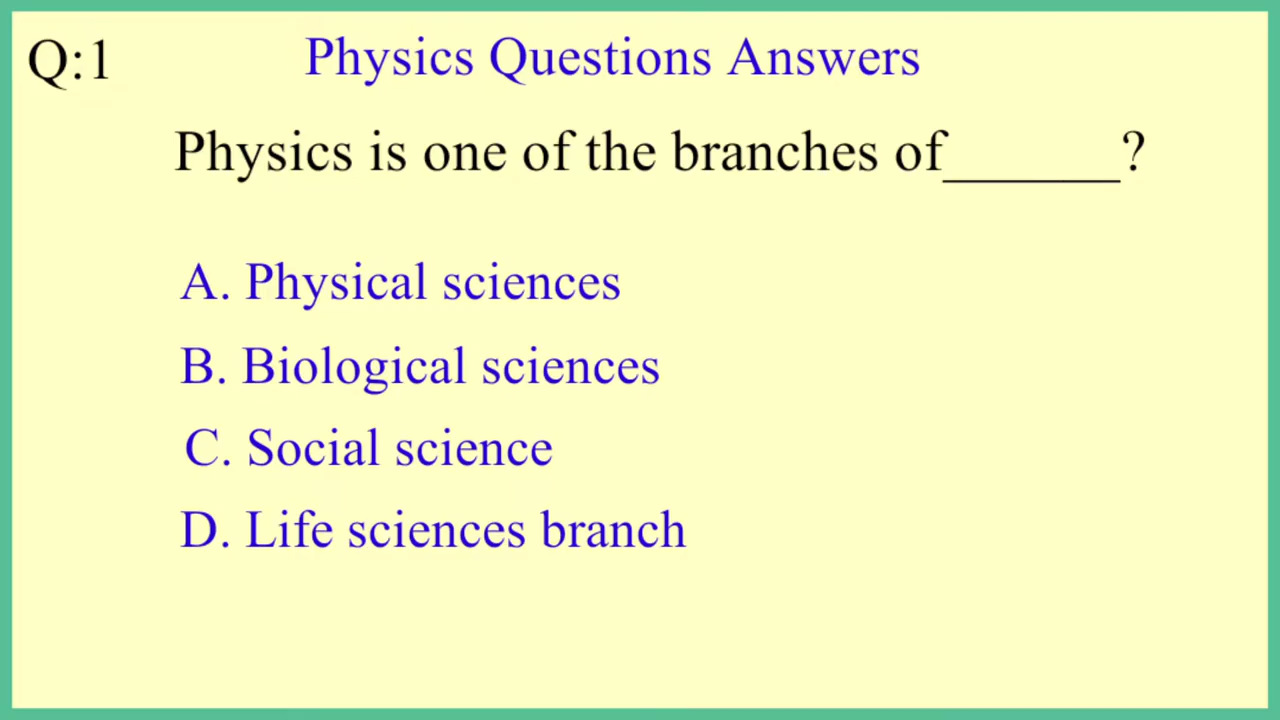 Q:1
Physics Questions Answers
Physics is one of the branches of______?
A. Physical sciences
B. Biological sciences
C. Social science
D. Life sciences branch